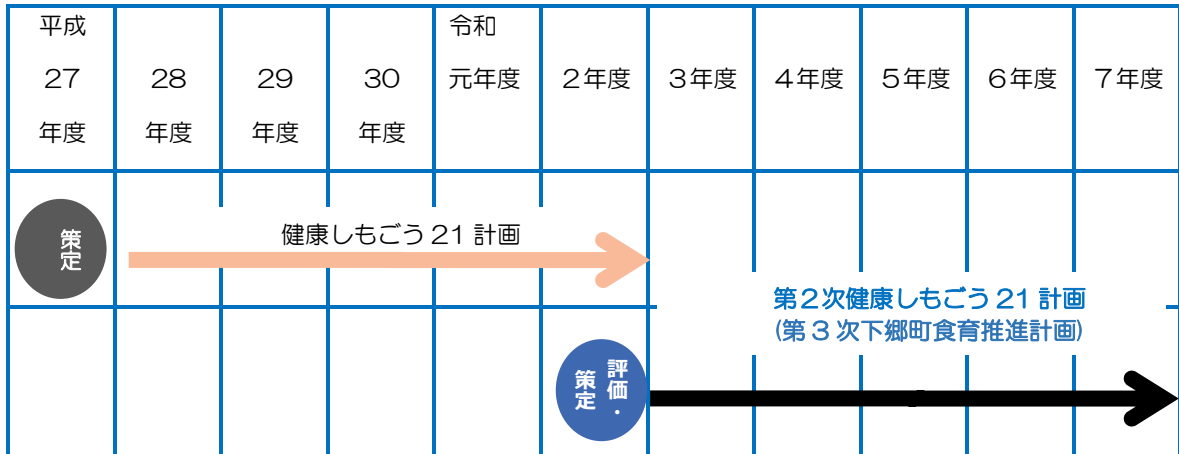 平成
27
年度
28
年度
29
年度
30
年度
令和
元年度
2年度
3年度
4年度
5年度
6年度
7年度
策定
健康しもごう 21 計画
第2次健康しもごう 21 計画
(第 3 次下郷町食育推進計画)
評価・
策定